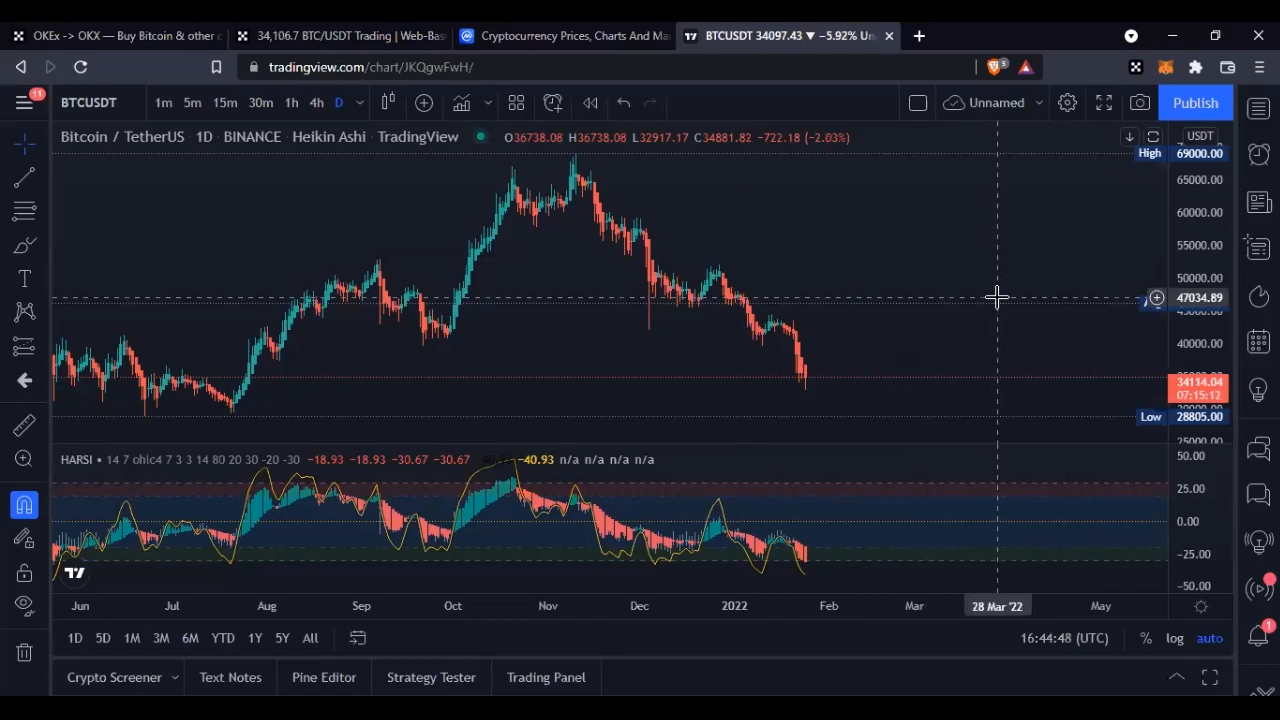 OKEx -> OKX — Buy Bitcoin & other c
34,106.7 BTC/USDT Trading | Web-Bas
Cryptocurrency Prices, Charts And Ma
BTCUSDT 34097.43 ▼ −5.92% Un
tradingview.com/chart/JKQgwFwH/
5
11
BTCUSDT 1m 5m 15m 30m 1h 4h D Unnamed Publish
Bitcoin / TetherUS · 1D · BINANCE · Heikin Ashi · TradingView O36738.08 H36738.08 L32917.17 C34881.82 −722.18 (−2.03%) USDT
High 69000.00
65000.00
60000.00
55000.00
50000.00
47034.89
45000.00
40000.00
34114.04
07:15:12
Low 28805.00
25000.00
HARSI • 14 7 ohlc4 7 3 3 14 80 20 30 -20 -30 −18.93 −18.93 −30.67 −30.67 −40.93 n/a n/a n/a n/a
50.00
25.00
0.00
−25.00
−50.00
Jun Jul Aug Sep Oct Nov Dec 2022 Feb Mar 28 Mar '22 May
1D 5D 1M 3M 6M YTD 1Y 5Y All 16:44:48 (UTC) % log auto
1
Crypto Screener Text Notes Pine Editor Strategy Tester Trading Panel